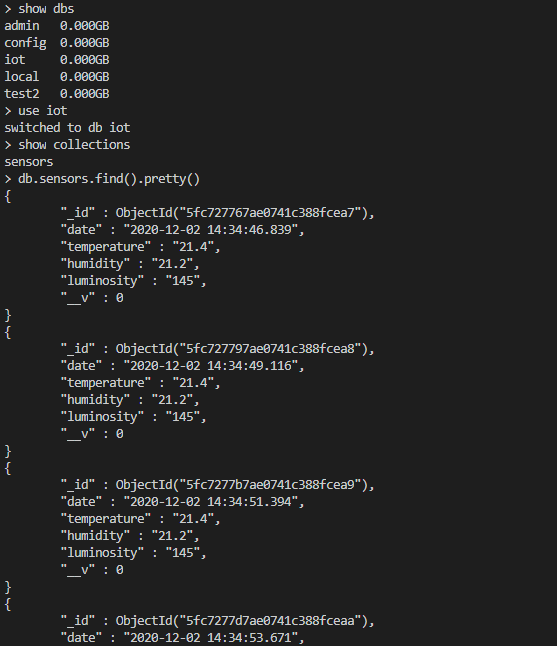 > show dbs
admin   0.000GB
config  0.000GB
iot     0.000GB
local   0.000GB
test2   0.000GB
> use iot
switched to db iot
> show collections
sensors
> db.sensors.find().pretty()
{
        "_id" : ObjectId("5fc727767ae0741c388fcea7"),
        "date" : "2020-12-02 14:34:46.839",
        "temperature" : "21.4",
        "humidity" : "21.2",
        "luminosity" : "145",
        "__v" : 0
}
{
        "_id" : ObjectId("5fc727797ae0741c388fcea8"),
        "date" : "2020-12-02 14:34:49.116",
        "temperature" : "21.4",
        "humidity" : "21.2",
        "luminosity" : "145",
        "__v" : 0
}
{
        "_id" : ObjectId("5fc7277b7ae0741c388fcea9"),
        "date" : "2020-12-02 14:34:51.394",
        "temperature" : "21.4",
        "humidity" : "21.2",
        "luminosity" : "145",
        "__v" : 0
}
{
        "_id" : ObjectId("5fc7277d7ae0741c388fceaa"),
        "date" : "2020-12-02 14:34:53.671",